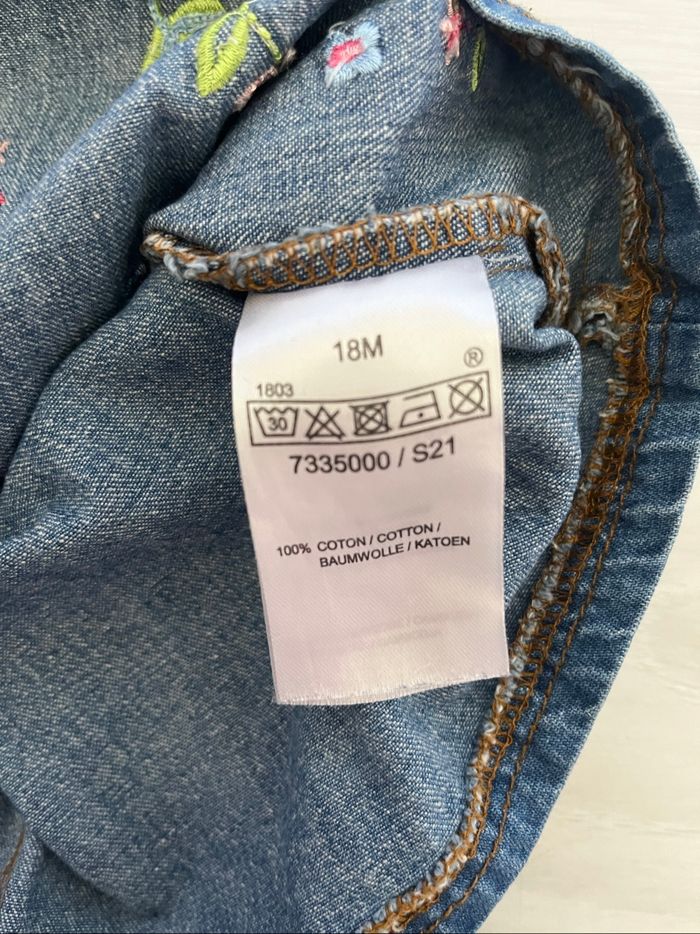 18M
®
1803
30
7335000 / S21
100% COTON / COTTON /
BAUMWOLLE / KATOEN